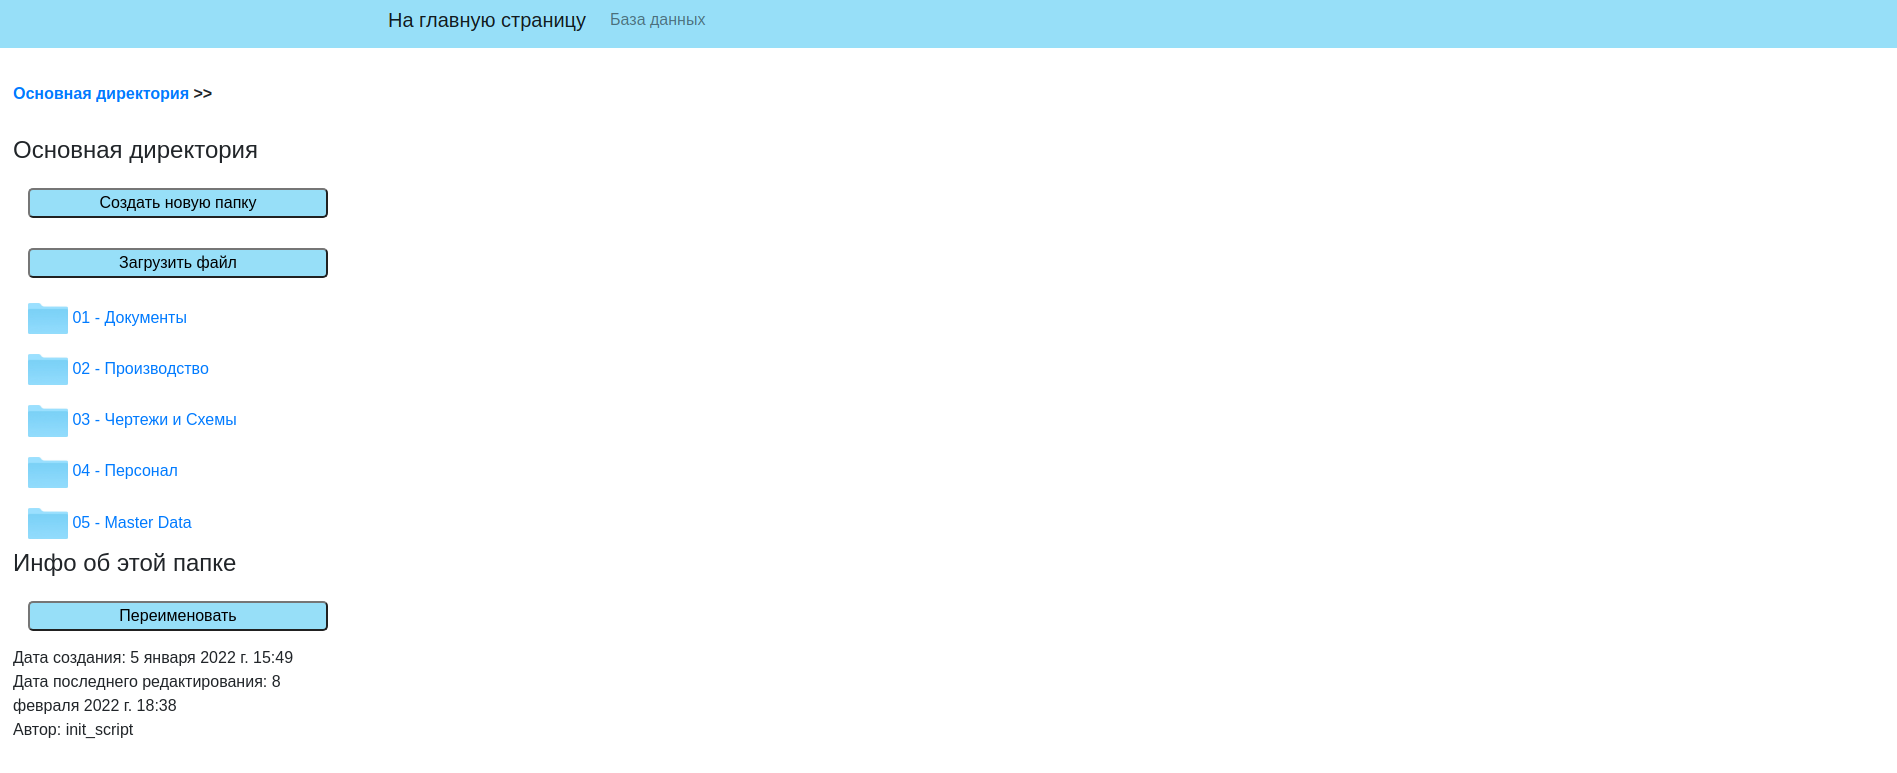 На главную страницу База данных
Основная директория >>
Основная директория
Создать новую папку
Загрузить файл
01 - Документы
02 - Производство
03 - Чертежи и Схемы
04 - Персонал
05 - Master Data
Инфо об этой папке
Переименовать
Дата создания: 5 января 2022 г. 15:49
Дата последнего редактирования: 8
февраля 2022 г. 18:38
Автор: init_script